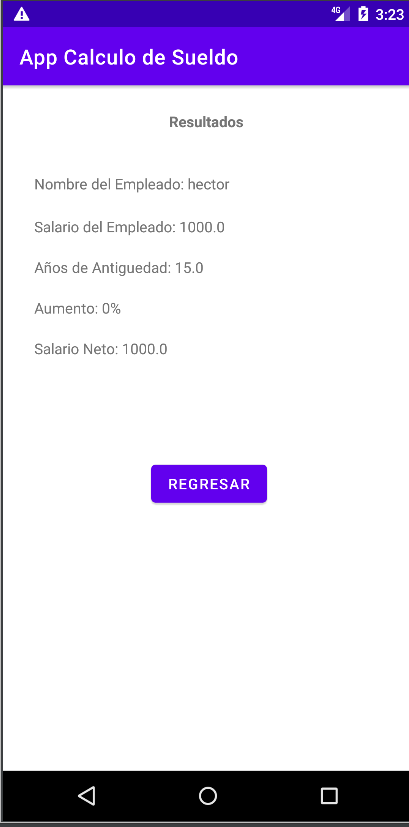 4G 3:23
App Calculo de Sueldo
Resultados
Nombre del Empleado: hector
Salario del Empleado: 1000.0
Años de Antiguedad: 15.0
Aumento: 0%
Salario Neto: 1000.0
REGRESAR